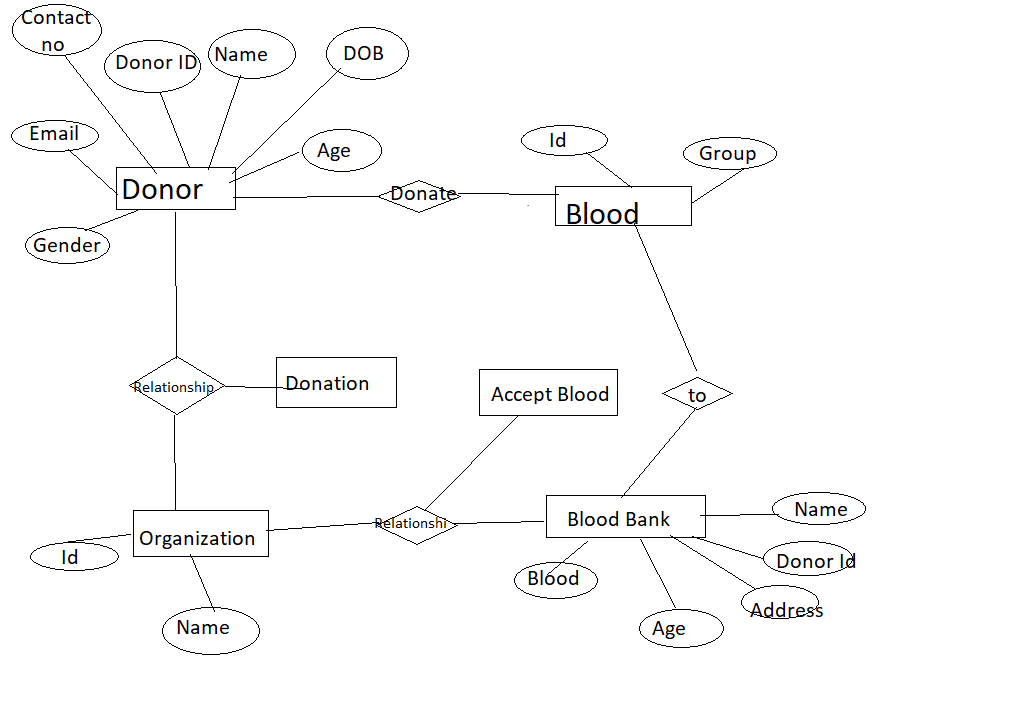 Contact
no
Donor ID
Name
DOB
Email
Age
Id
Group
Donor
Donate
Blood
Gender
Relationship
Donation
Accept Blood
to
Organization
Relationshi
Blood Bank
Name
Id
Donor Id
Blood
Address
Name
Age